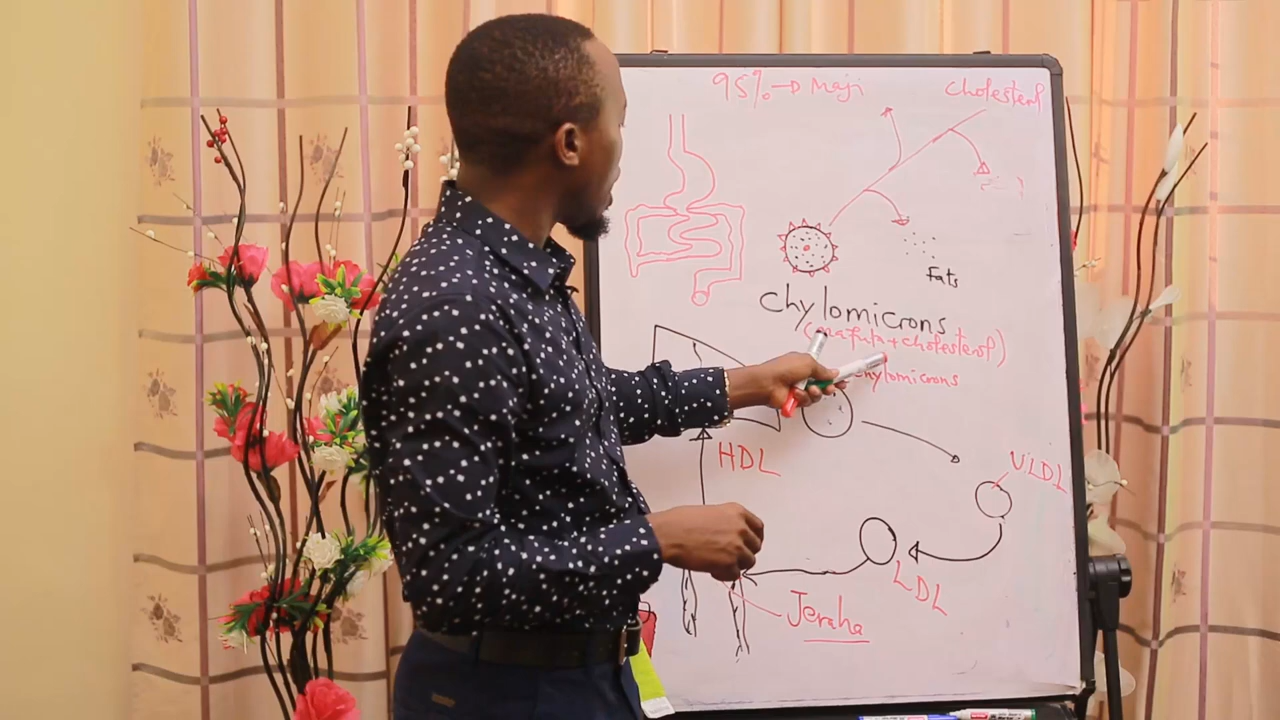 95% → Maji
Cholesterol
Fats
Chylomicrons
(mafuta + cholesterol)
chylomicrons
HDL
VLDL
LDL
Jeraha